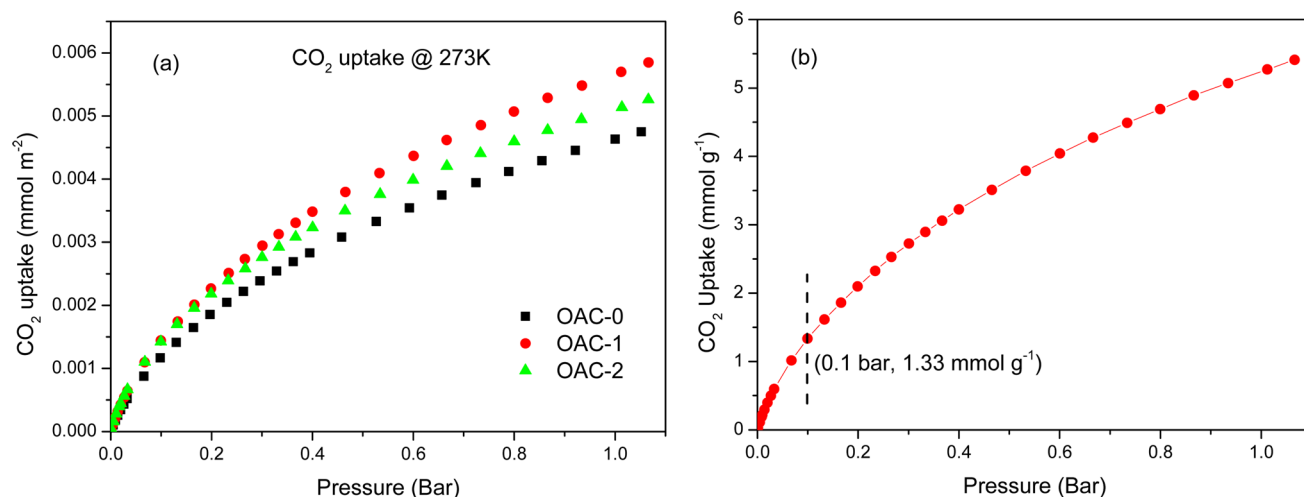 (a)
CO₂ uptake @ 273K
CO₂ uptake (mmol m⁻²)
0.006
0.005
0.004
0.003
0.002
0.001
0.000
OAC-0
OAC-1
OAC-2
0.0 0.2 0.4 0.6 0.8 1.0
Pressure (Bar)
(b)
CO₂ Uptake (mmol g⁻¹)
6
5
4
3
2
1
0
(0.1 bar, 1.33 mmol g⁻¹)
0.0 0.2 0.4 0.6 0.8 1.0
Pressure (Bar)